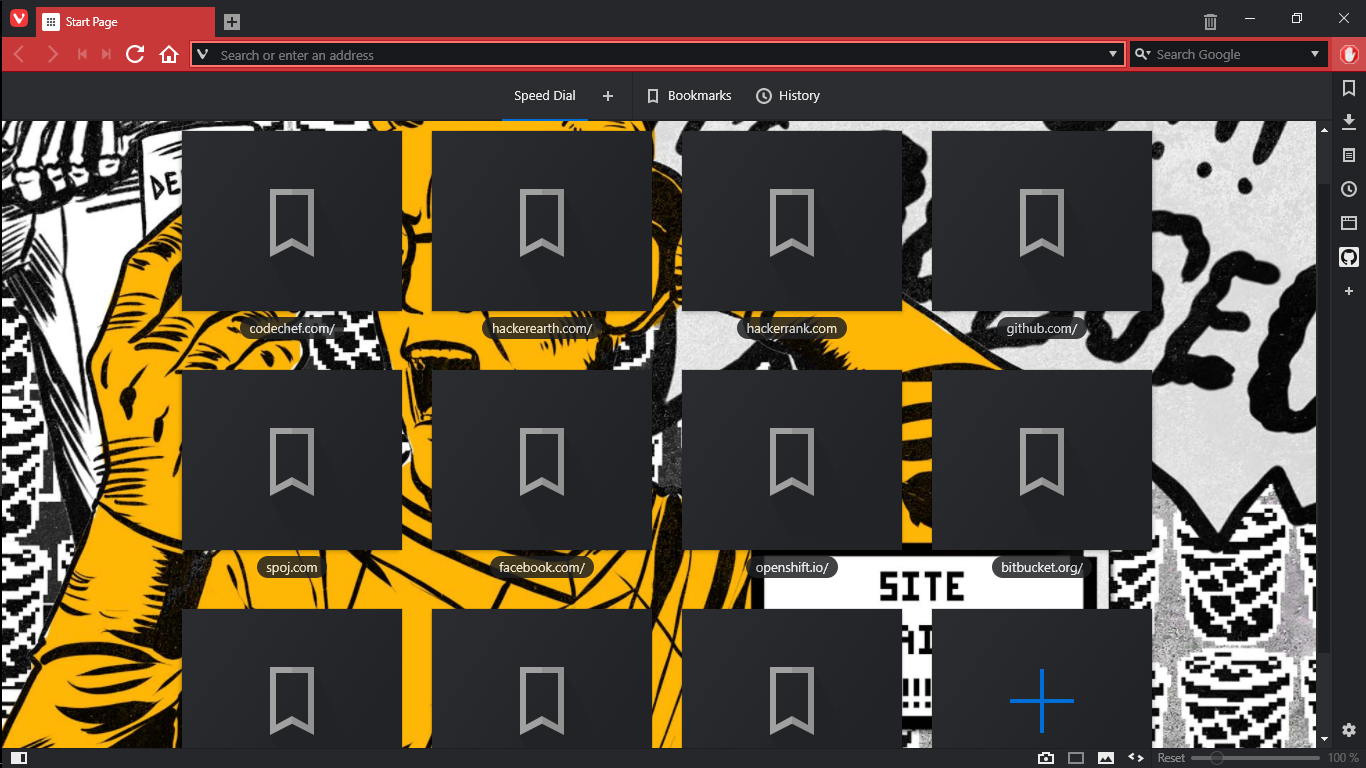 Start Page
Search or enter an address
Search Google
Speed Dial
Bookmarks
History
codechef.com/
hackerearth.com/
hackerrank.com
github.com/
spoj.com
facebook.com/
openshift.io/
bitbucket.org/
SITE
Reset
100 %